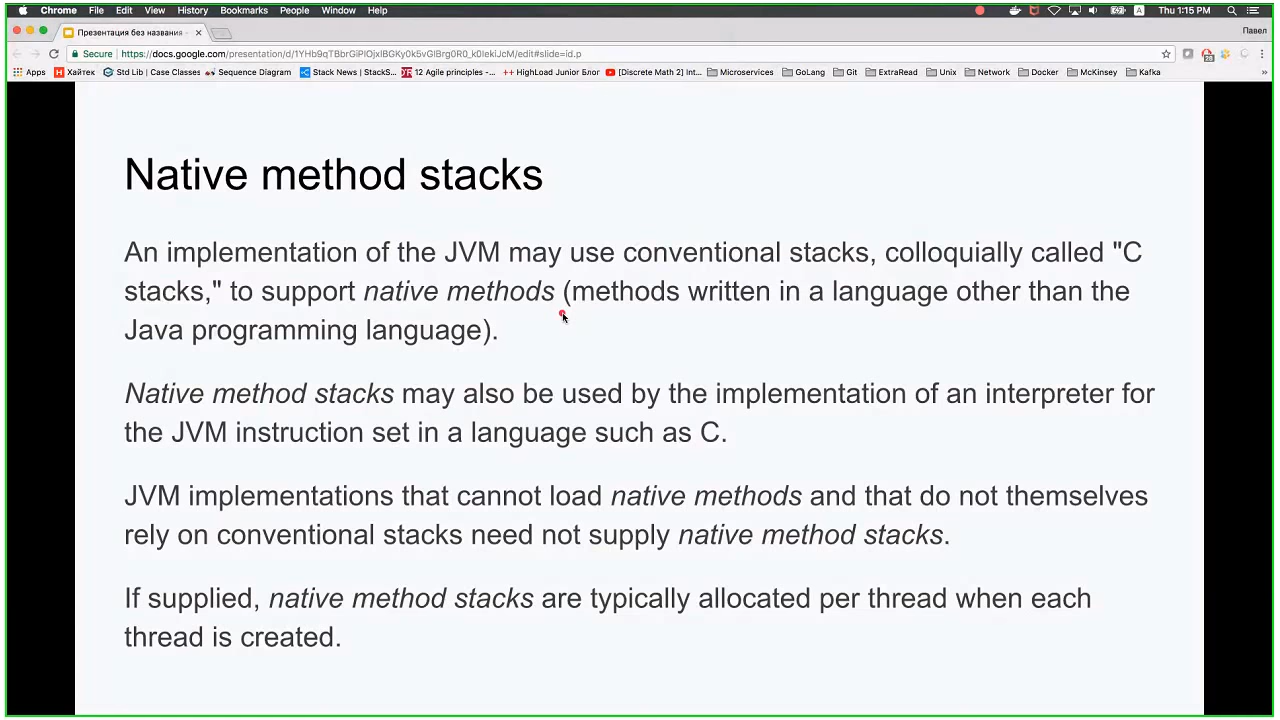 Chrome File Edit View History Bookmarks People Window Help A Thu 1:15 PM
Презентация без названия - Павел
Secure https://docs.google.com/presentation/d/
Apps Хайтек Std Lib | Case Classes Sequence Diagram Stack News | StackS... 12 Agile principles -... HighLoad Junior Блог [Discrete Math 2] Int... Microservices GoLang Git ExtraRead Unix Network Docker McKinsey Kafka »
Native method stacks
An implementation of the JVM may use conventional stacks, colloquially called "C
stacks," to support native methods (methods written in a language other than the
Java programming language).
Native method stacks may also be used by the implementation of an interpreter for
the JVM instruction set in a language such as C.
JVM implementations that cannot load native methods and that do not themselves
rely on conventional stacks need not supply native method stacks.
If supplied, native method stacks are typically allocated per thread when each
thread is created.